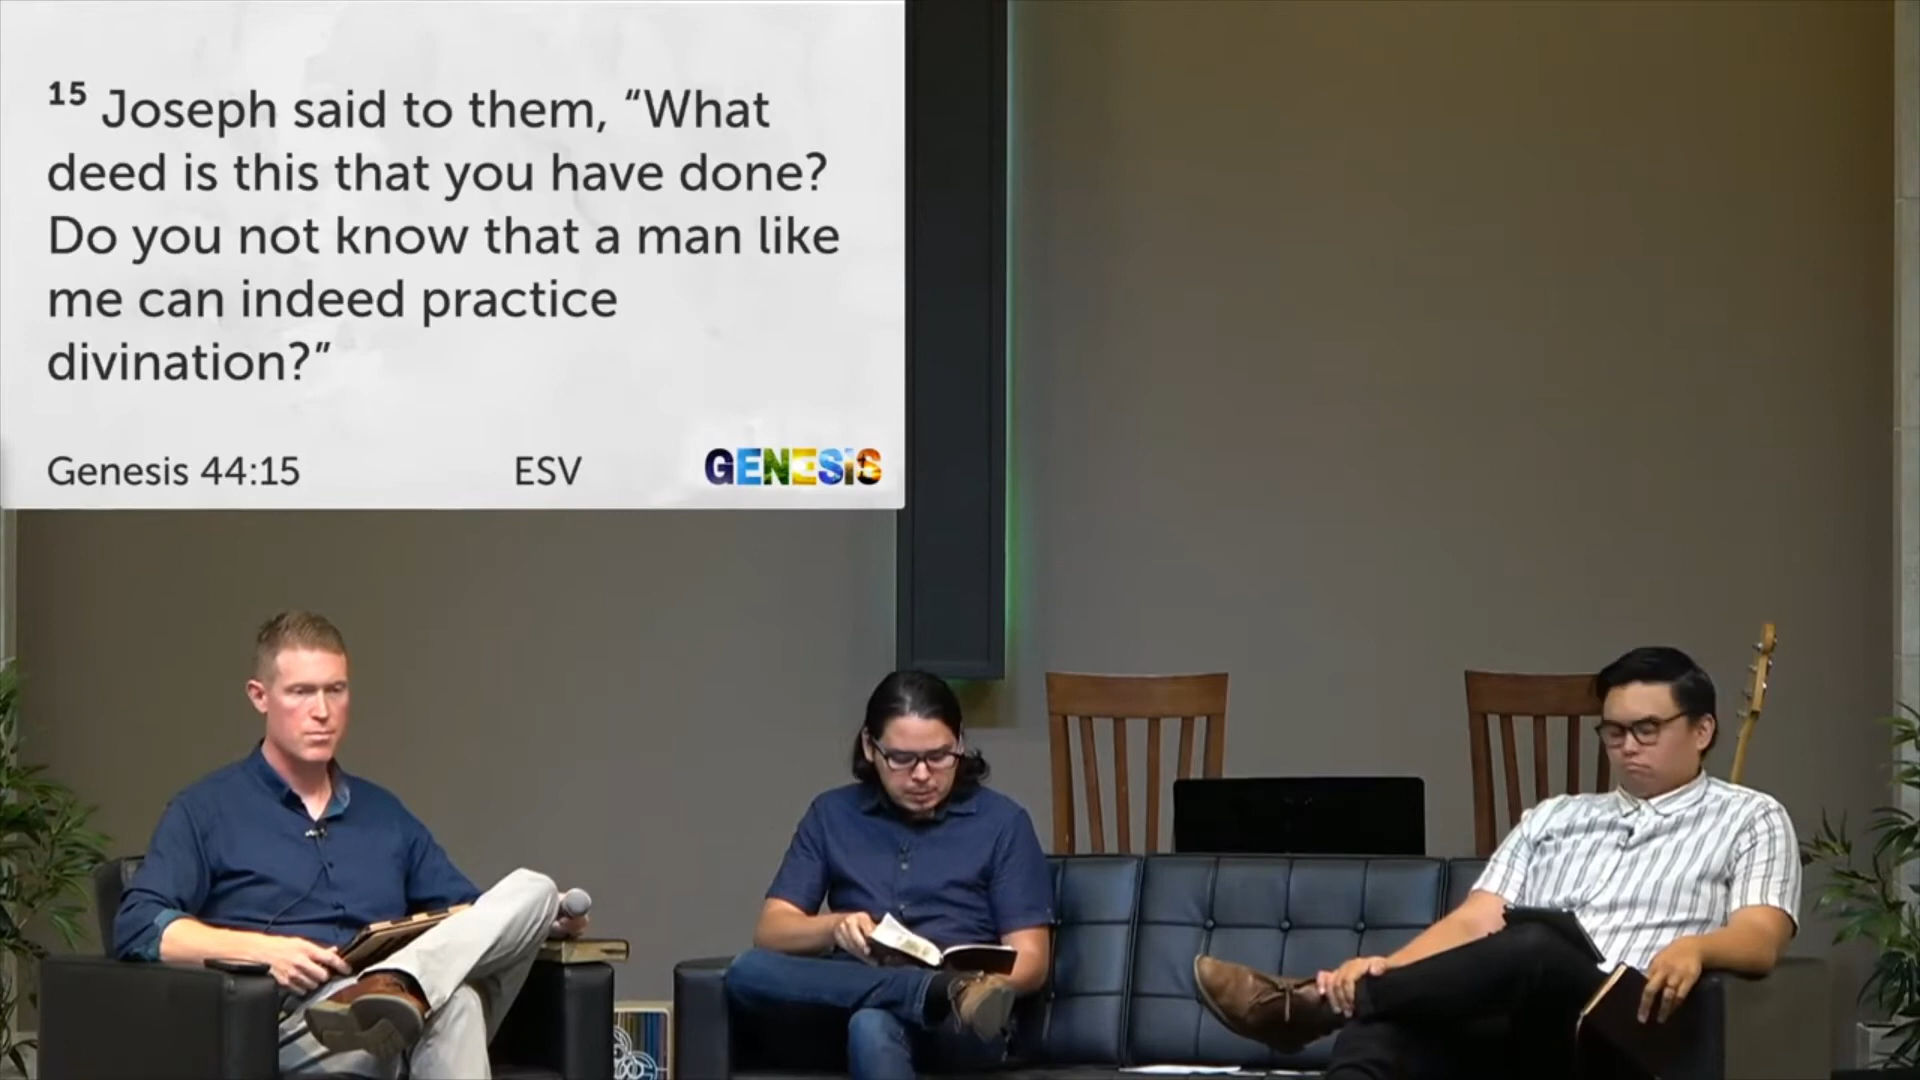 15 Joseph said to them, “What
deed is this that you have done?
Do you not know that a man like
me can indeed practice
divination?”
Genesis 44:15 ESV GENESIS